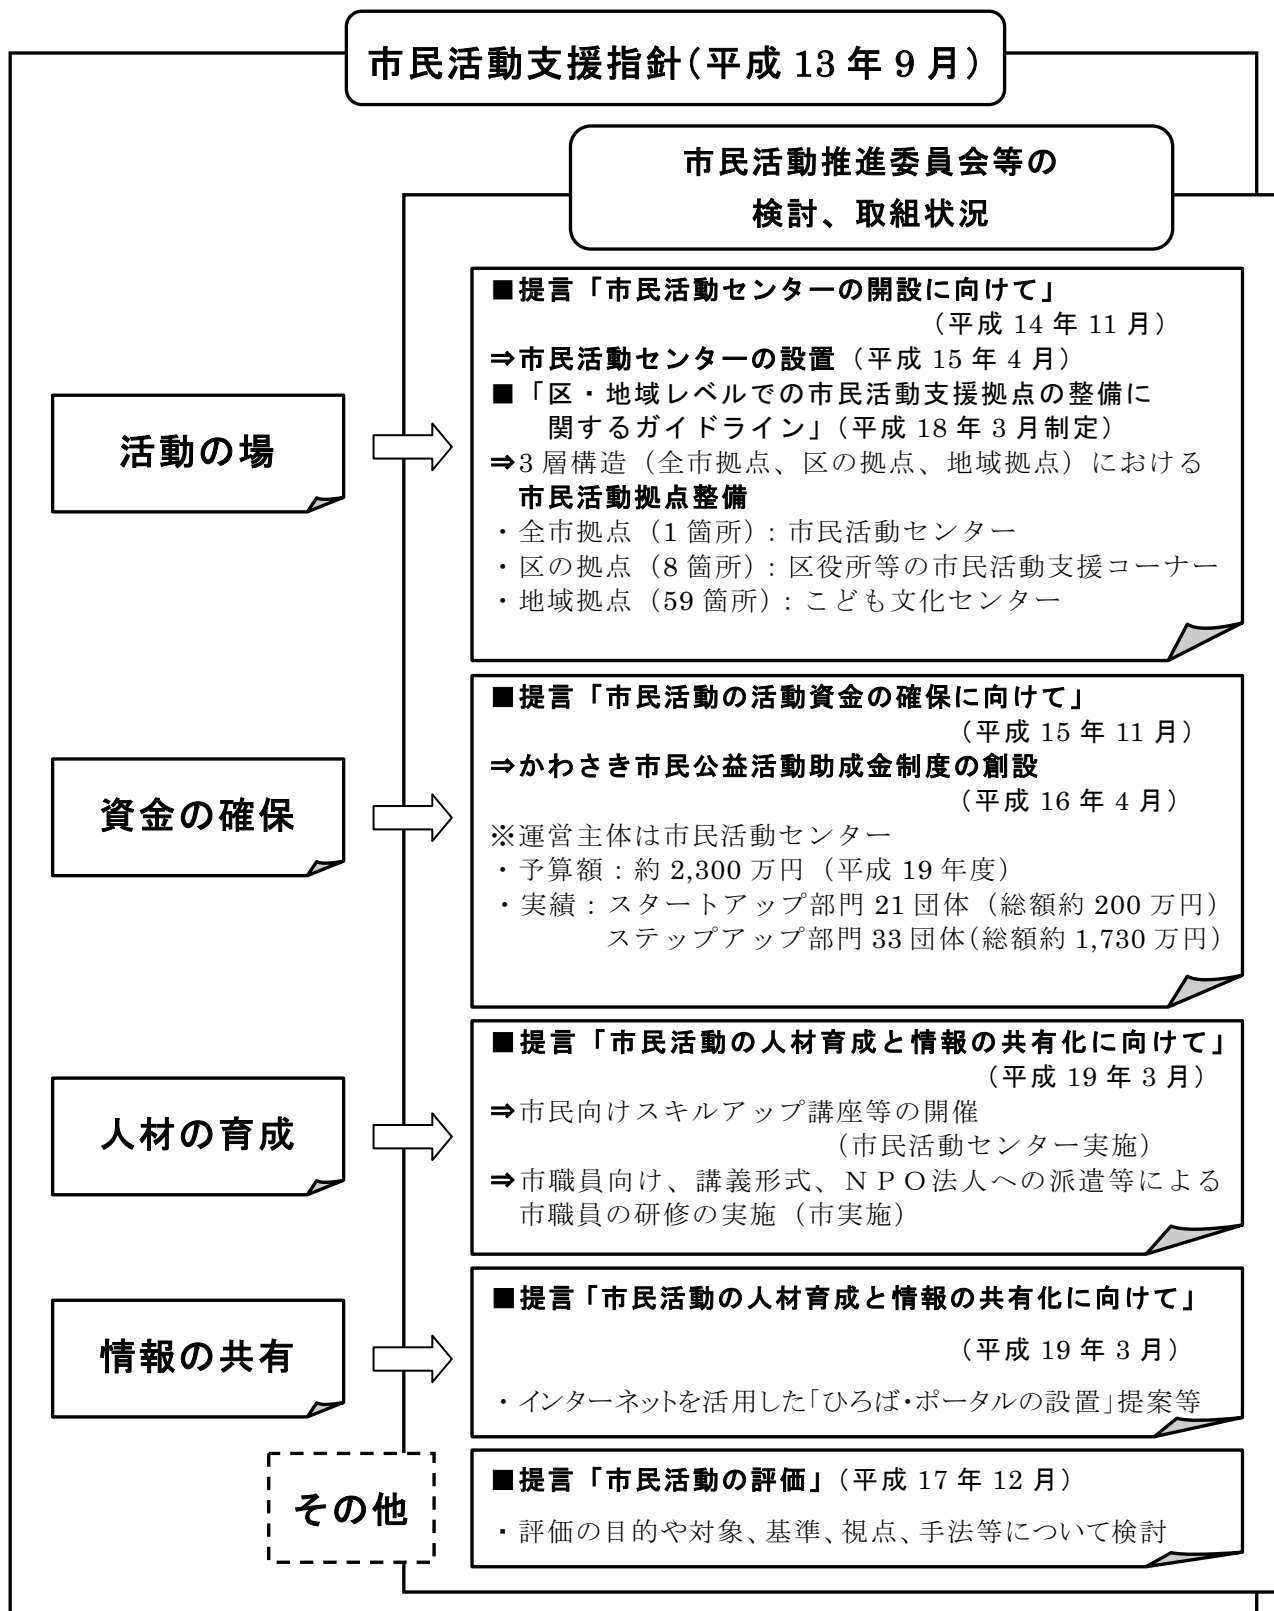 市民活動支援指針(平成 13 年 9 月)
市民活動推進委員会等の
検討、取組状況
活動の場
■提言「市民活動センターの開設に向けて」
（平成 14 年 11 月）
⇒市民活動センターの設置（平成 15 年 4 月）
■「区・地域レベルでの市民活動支援拠点の整備に
関するガイドライン」（平成 18 年 3 月制定）
⇒3 層構造（全市拠点、区の拠点、地域拠点）における
市民活動拠点整備
・全市拠点（1 箇所）：市民活動センター
・区の拠点（8 箇所）：区役所等の市民活動支援コーナー
・地域拠点（59 箇所）：こども文化センター
資金の確保
■提言「市民活動の活動資金の確保に向けて」
（平成 15 年 11 月）
⇒かわさき市民公益活動助成金制度の創設
（平成 16 年 4 月）
※運営主体は市民活動センター
・予算額：約 2,300 万円（平成 19 年度）
・実績：スタートアップ部門 21 団体（総額約 200 万円）
ステップアップ部門 33 団体（総額約 1,730 万円）
人材の育成
■提言「市民活動の人材育成と情報の共有化に向けて」
（平成 19 年 3 月）
⇒市民向けスキルアップ講座等の開催
（市民活動センター実施）
⇒市職員向け、講義形式、ＮＰＯ法人への派遣等による
市職員の研修の実施（市実施）
情報の共有
■提言「市民活動の人材育成と情報の共有化に向けて」
（平成 19 年 3 月）
・インターネットを活用した「ひろば・ポータルの設置」提案等
その他
■提言「市民活動の評価」（平成 17 年 12 月）
・評価の目的や対象、基準、視点、手法等について検討